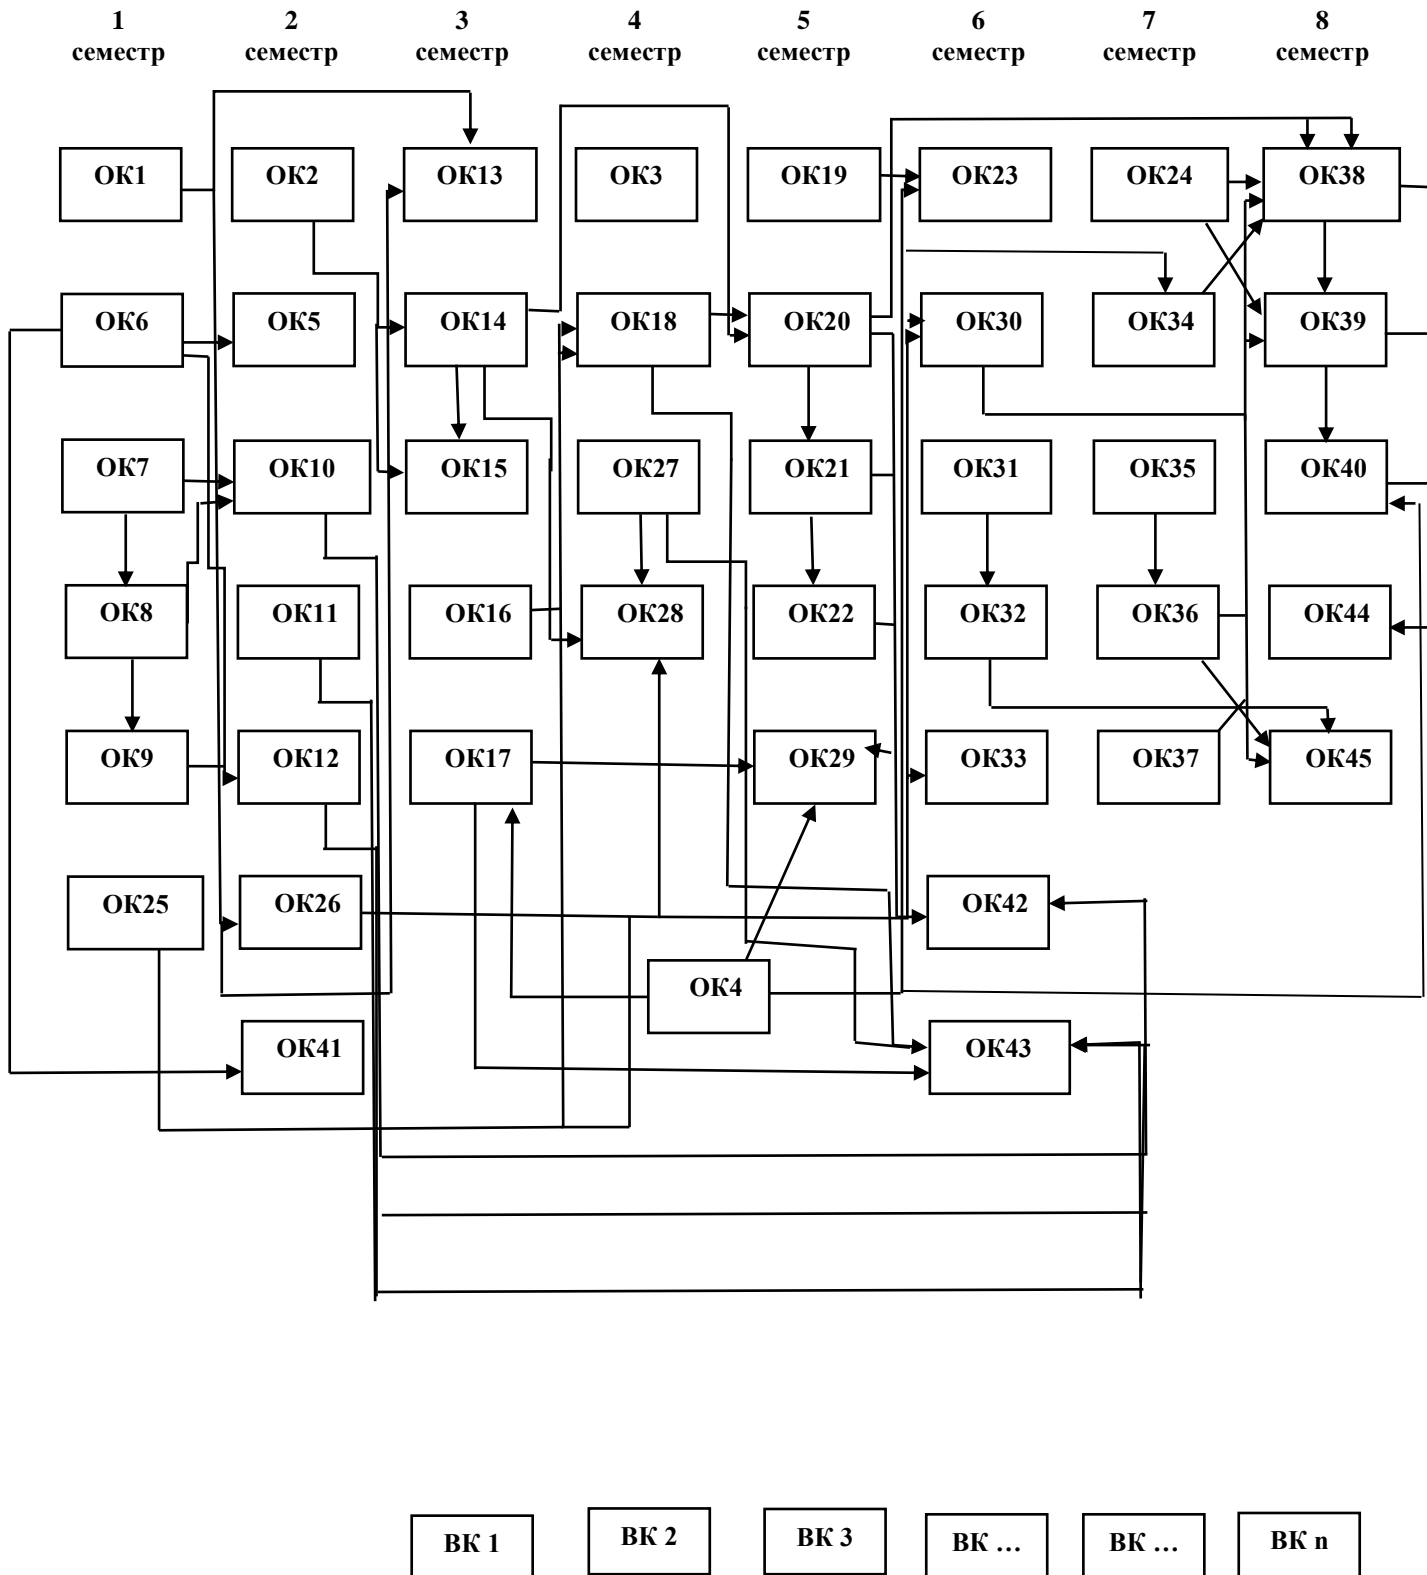 1 2 3 4 5 6 7 8
семестр семестр семестр семестр семестр семестр семестр семестр
ОК1 ОК2 ОК13 ОК3 ОК19 ОК23 ОК24 ОК38
ОК6 ОК5 ОК14 ОК18 ОК20 ОК30 ОК34 ОК39
ОК7 ОК10 ОК15 ОК27 ОК21 ОК31 ОК35 ОК40
ОК8 ОК11 ОК16 ОК28 ОК22 ОК32 ОК36 ОК44
ОК9 ОК12 ОК17 ОК29 ОК33 ОК37 ОК45
ОК25 ОК26 ОК42
ОК4
ОК41 ОК43
ВК 1 ВК 2 ВК 3 ВК … ВК … ВК n